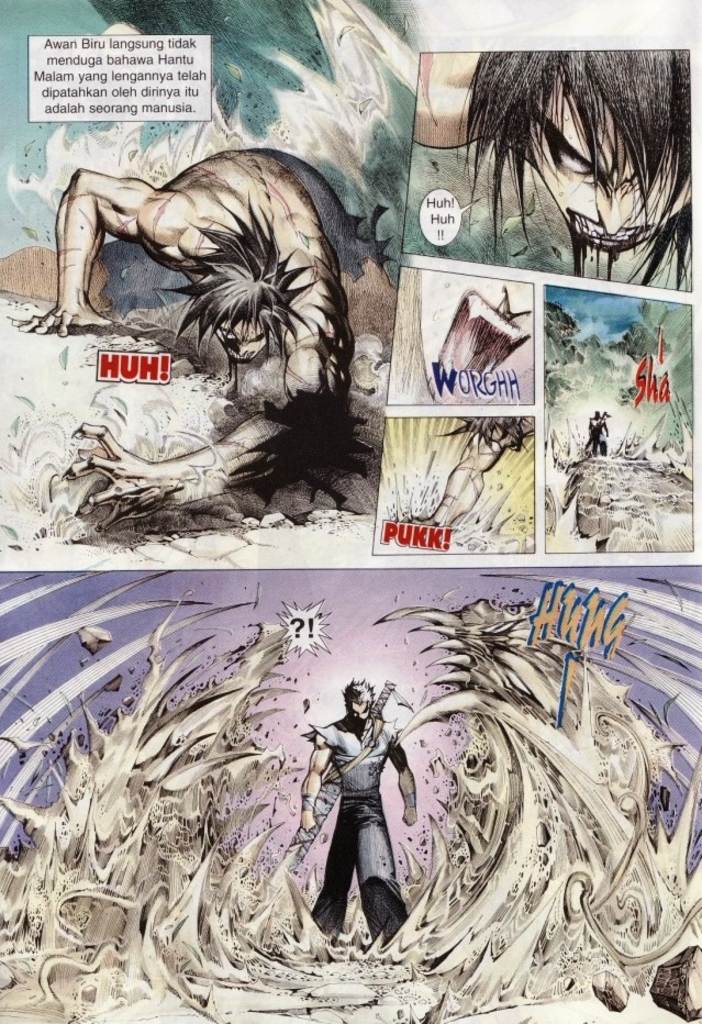 Awan Biru langsung tidak
menduga bahawa Hantu
Malam yang lengannya telah
dipatahkan oleh dirinya itu
adalah seorang manusia.
Huh!
Huh
!!
HUH!
WORGHH
Sha
PUKK!
?!
HUNG